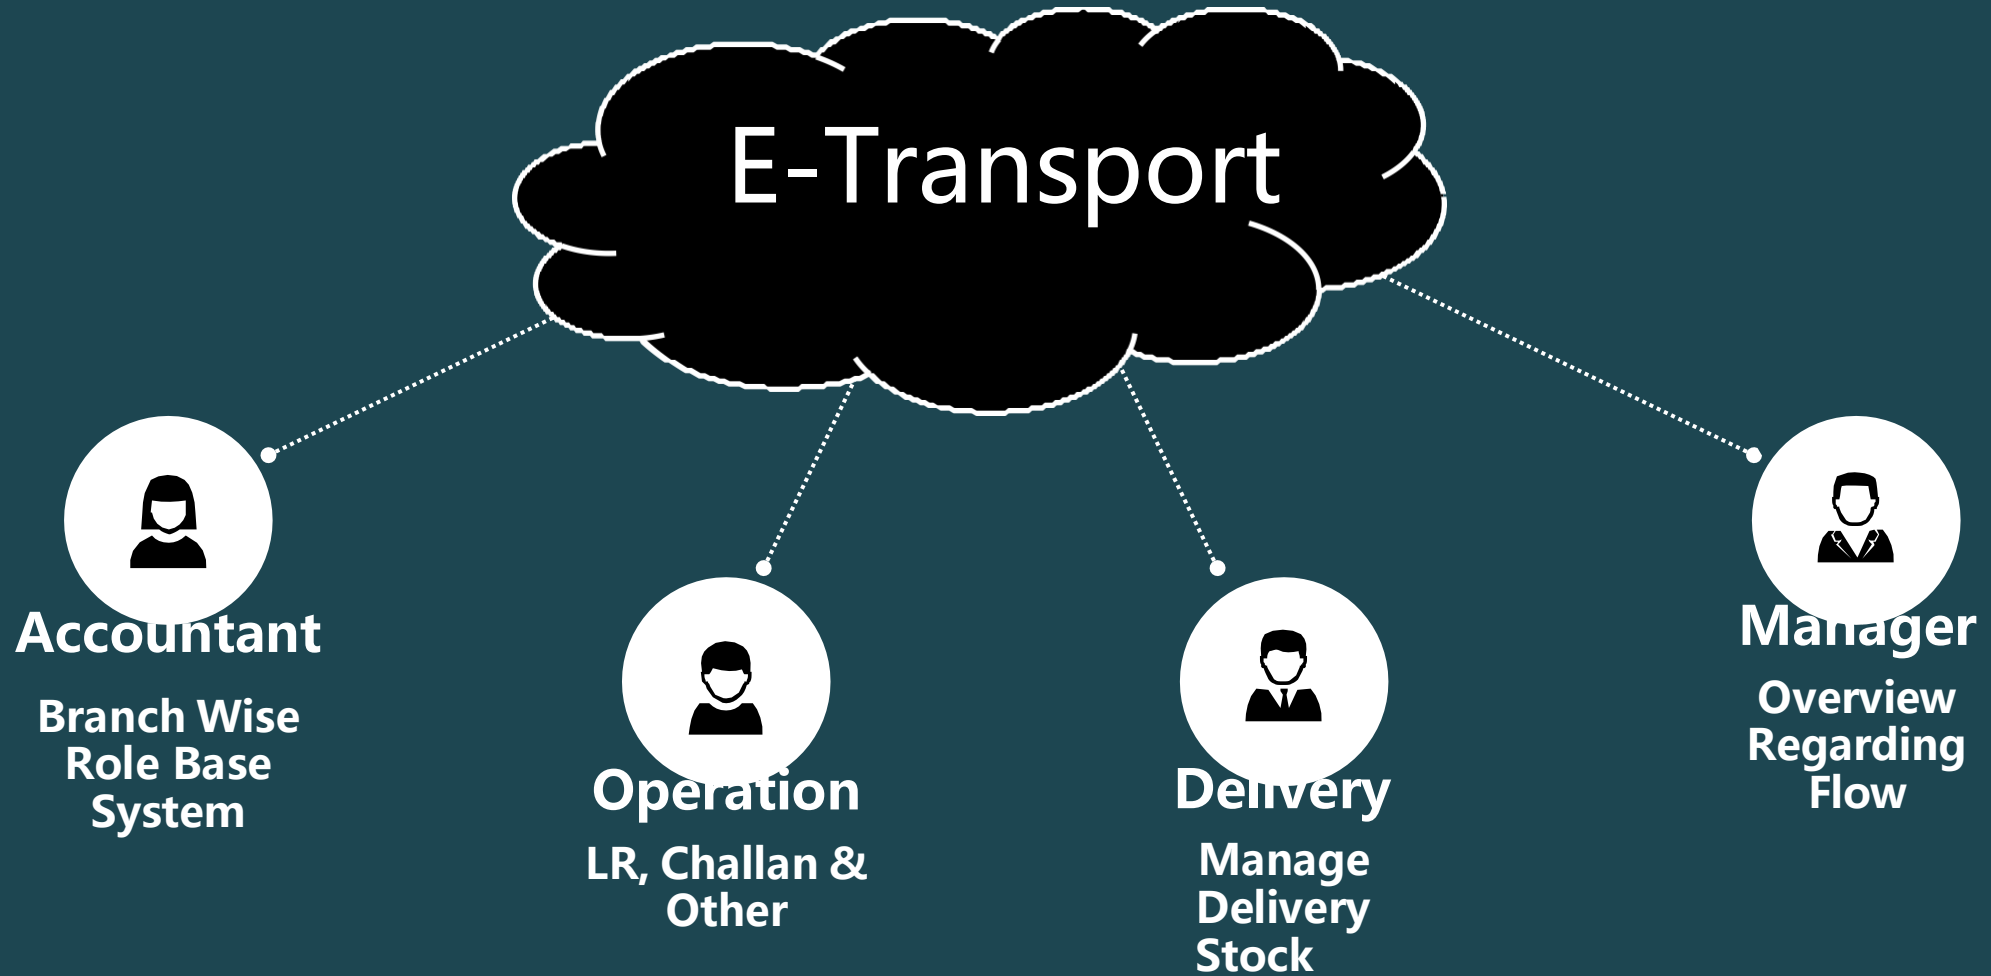 E-Transport
Accountant
Branch Wise
Role Base
System
Operation
LR, Challan &
Other
Delivery
Manage
Delivery
Stock
Manager
Overview
Regarding
Flow